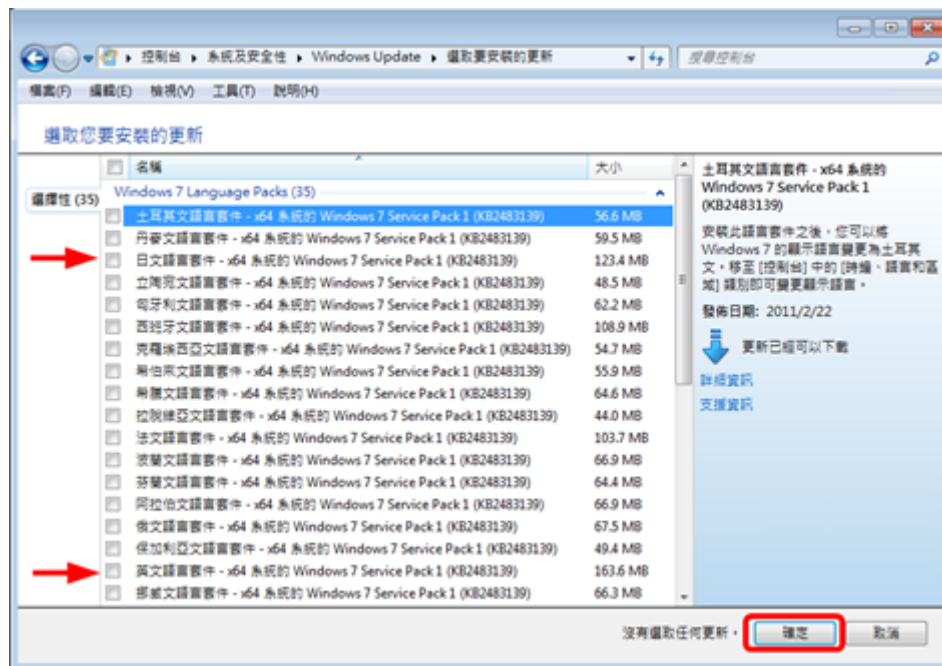 控制台 ▸ 系統及安全性 ▸ Windows Update ▸ 選取要安裝的更新
搜尋控制台
檔案(F) 編輯(E) 檢視(V) 工具(T) 說明(H)
選取您要安裝的更新
名稱 大小
選擇性 (35)
Windows 7 Language Packs (35)
土耳其文語言套件 - x64 系統的 Windows 7 Service Pack 1 (KB2483139) 56.6 MB
丹麥文語言套件 - x64 系統的 Windows 7 Service Pack 1 (KB2483139) 59.5 MB
日文語言套件 - x64 系統的 Windows 7 Service Pack 1 (KB2483139) 123.4 MB
立陶宛文語言套件 - x64 系統的 Windows 7 Service Pack 1 (KB2483139) 48.5 MB
匈牙利文語言套件 - x64 系統的 Windows 7 Service Pack 1 (KB2483139) 62.2 MB
西班牙文語言套件 - x64 系統的 Windows 7 Service Pack 1 (KB2483139) 108.9 MB
克羅埃西亞文語言套件 - x64 系統的 Windows 7 Service Pack 1 (KB2483139) 54.7 MB
希伯來文語言套件 - x64 系統的 Windows 7 Service Pack 1 (KB2483139) 55.9 MB
希臘文語言套件 - x64 系統的 Windows 7 Service Pack 1 (KB2483139) 64.6 MB
拉脫維亞文語言套件 - x64 系統的 Windows 7 Service Pack 1 (KB2483139) 44.0 MB
法文語言套件 - x64 系統的 Windows 7 Service Pack 1 (KB2483139) 103.7 MB
波蘭文語言套件 - x64 系統的 Windows 7 Service Pack 1 (KB2483139) 66.9 MB
芬蘭文語言套件 - x64 系統的 Windows 7 Service Pack 1 (KB2483139) 64.4 MB
阿拉伯文語言套件 - x64 系統的 Windows 7 Service Pack 1 (KB2483139) 66.9 MB
俄文語言套件 - x64 系統的 Windows 7 Service Pack 1 (KB2483139) 67.5 MB
保加利亞文語言套件 - x64 系統的 Windows 7 Service Pack 1 (KB2483139) 49.4 MB
英文語言套件 - x64 系統的 Windows 7 Service Pack 1 (KB2483139) 163.6 MB
挪威文語言套件 - x64 系統的 Windows 7 Service Pack 1 (KB2483139) 66.3 MB
土耳其文語言套件 - x64 系統的
Windows 7 Service Pack 1
(KB2483139)
安裝此語言套件之後，您可以將
Windows 7 的顯示語言變更為土耳其
文。移至 [控制台] 中的 [時鐘、語言和區
域] 類別即可變更顯示語言。
發佈日期: 2011/2/22
更新已經可以下載
詳細資訊
支援資訊
沒有選取任何更新。 確定 取消